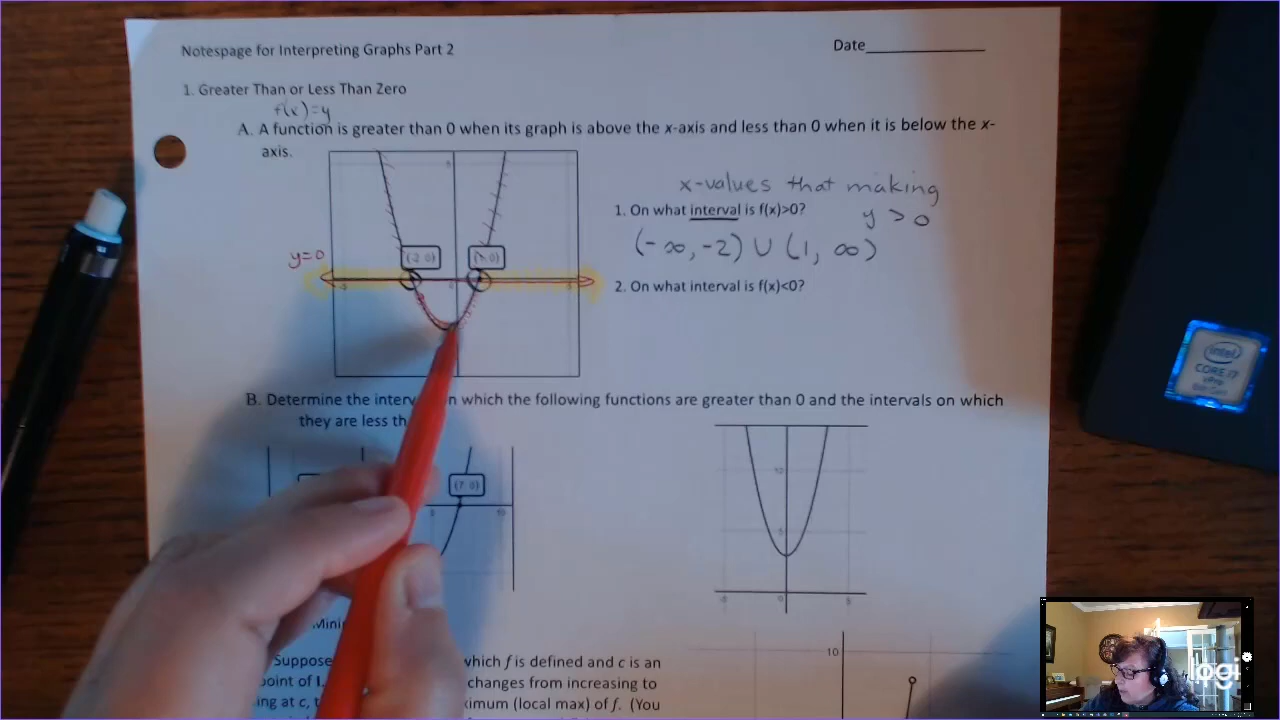 Notespage for Interpreting Graphs Part 2
Date
1. Greater Than or Less Than Zero
f(x)=y
A. A function is greater than 0 when its graph is above the x-axis and less than 0 when it is below the x-
axis.
x-values that making
1. On what interval is f(x)>0?
y > 0
(-∞, -2) ∪ (1, ∞)
y=0
(-2, 0)
2. On what interval is f(x)<0?
B. Determine the which the following functions are greater than 0 and the intervals on which
they are less
(7, 0)
10
5
10
Suppose which f is defined and c is an
point of changes from increasing to
at c, (local max) of f. (You
intel
CORE i7
vPro
logi